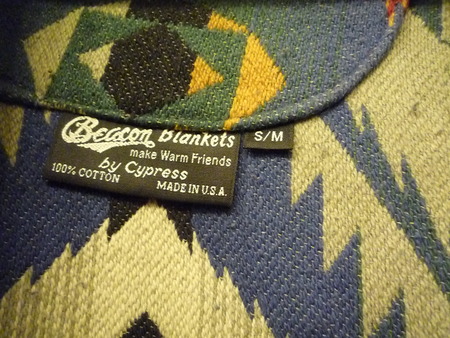 Beacon Blankets
make Warm Friends
by Cypress
100% COTTON MADE IN U.S.A.
S/M